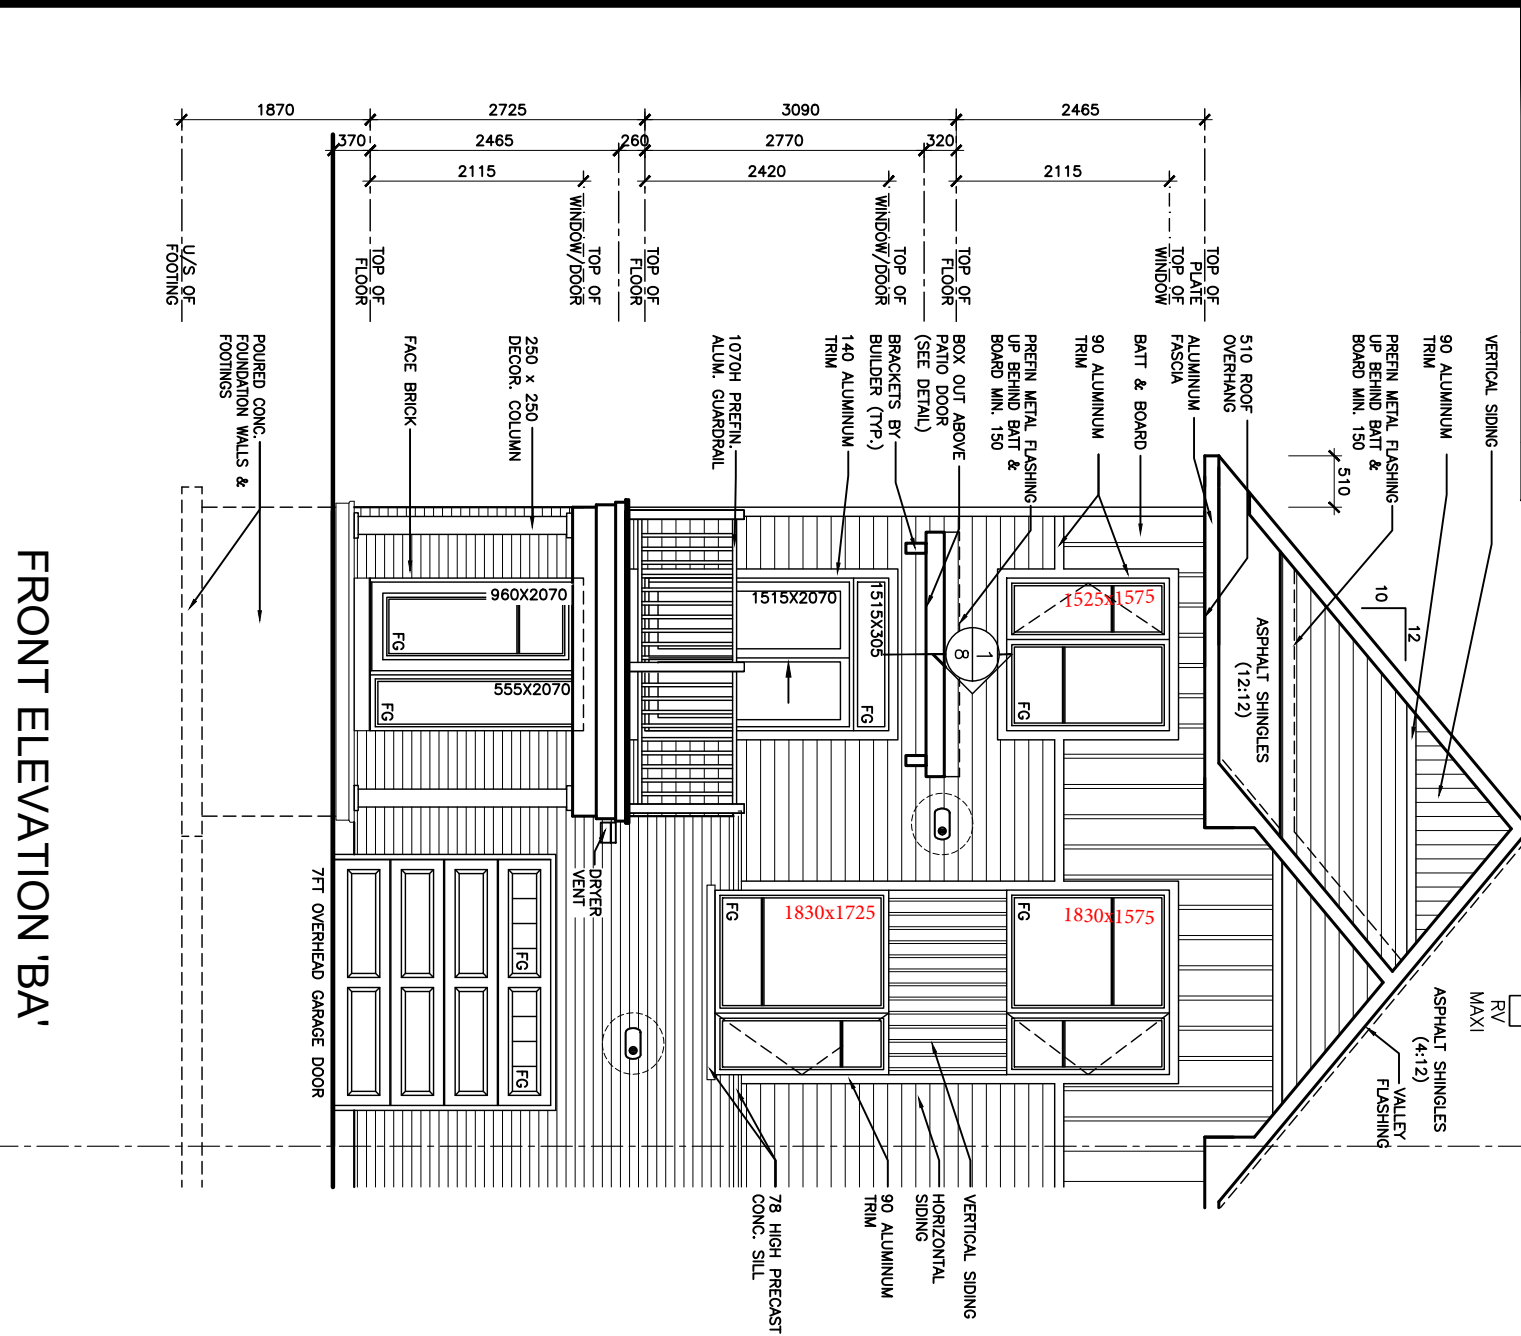 1870
2725
3090
2465
370
2465
260
2770
320
2115
2420
2115
U/S OF
FOOTING
TOP OF
FLOOR
TOP OF
WINDOW/DOOR
TOP OF
FLOOR
TOP OF
WINDOW/DOOR
TOP OF
FLOOR
TOP OF
WINDOW
TOP OF
PLATE
VERTICAL SIDING
90 ALUMINUM
TRIM
PREFIN METAL FLASHING
UP BEHIND BATT &
BOARD MIN. 150
510 ROOF
OVERHANG
ALUMINUM
FASCIA
BATT & BOARD
90 ALUMINUM
TRIM
PREFIN METAL FLASHING
UP BEHIND BATT &
BOARD MIN. 150
BOX OUT ABOVE
PATIO DOOR
(SEE DETAIL)
BRACKETS BY
BUILDER (TYP.)
140 ALUMINUM
TRIM
1070H PREFIN.
ALUM. GUARDRAIL
250 x 250
DECOR. COLUMN
FACE BRICK
POURED CONC.
FOUNDATION WALLS &
FOOTINGS
510
10
12
ASPHALT SHINGLES
(12:12)
1525x1575
FG
1
8
1515X305
1515X2070
FG
960X2070
FG
555X2070
FG
1830x1575
FG
1830x1725
FG
DRYER
VENT
FG
FG
7FT OVERHEAD GARAGE DOOR
RV
MAXI
ASPHALT SHINGLES
(4:12)
VALLEY
FLASHING
VERTICAL SIDING
HORIZONTAL
SIDING
90 ALUMINUM
TRIM
78 HIGH PRECAST
CONC. SILL
FRONT ELEVATION 'BA'